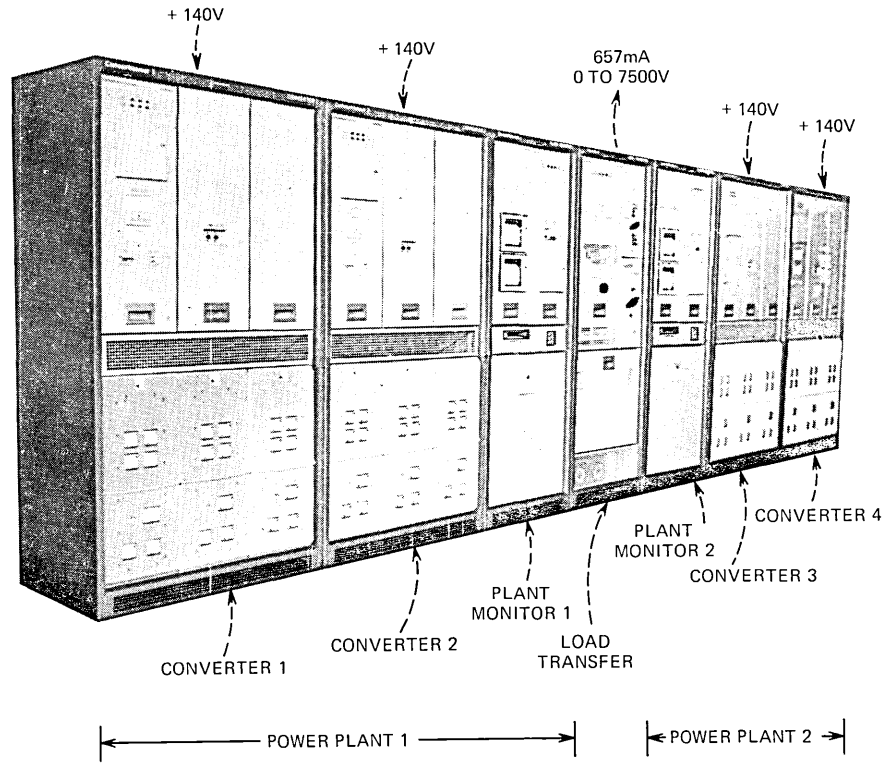 + 140V
+ 140V
657mA
0 TO 7500V
+ 140V
+ 140V
CONVERTER 1
CONVERTER 2
PLANT
MONITOR 1
LOAD
TRANSFER
PLANT
MONITOR 2
CONVERTER 3
CONVERTER 4
POWER PLANT 1
POWER PLANT 2